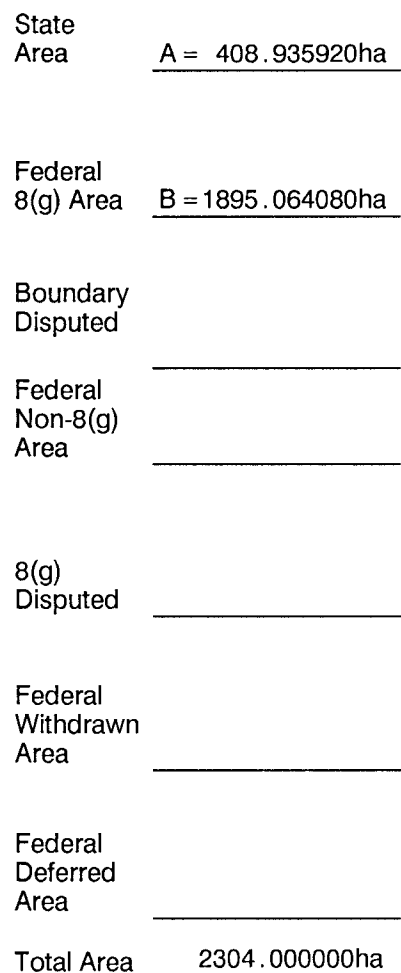 State
Area A = 408.935920ha
Federal
8(g) Area B =1895.064080ha
Boundary
Disputed
Federal
Non-8(g)
Area
8(g)
Disputed
Federal
Withdrawn
Area
Federal
Deferred
Area
Total Area 2304.000000ha